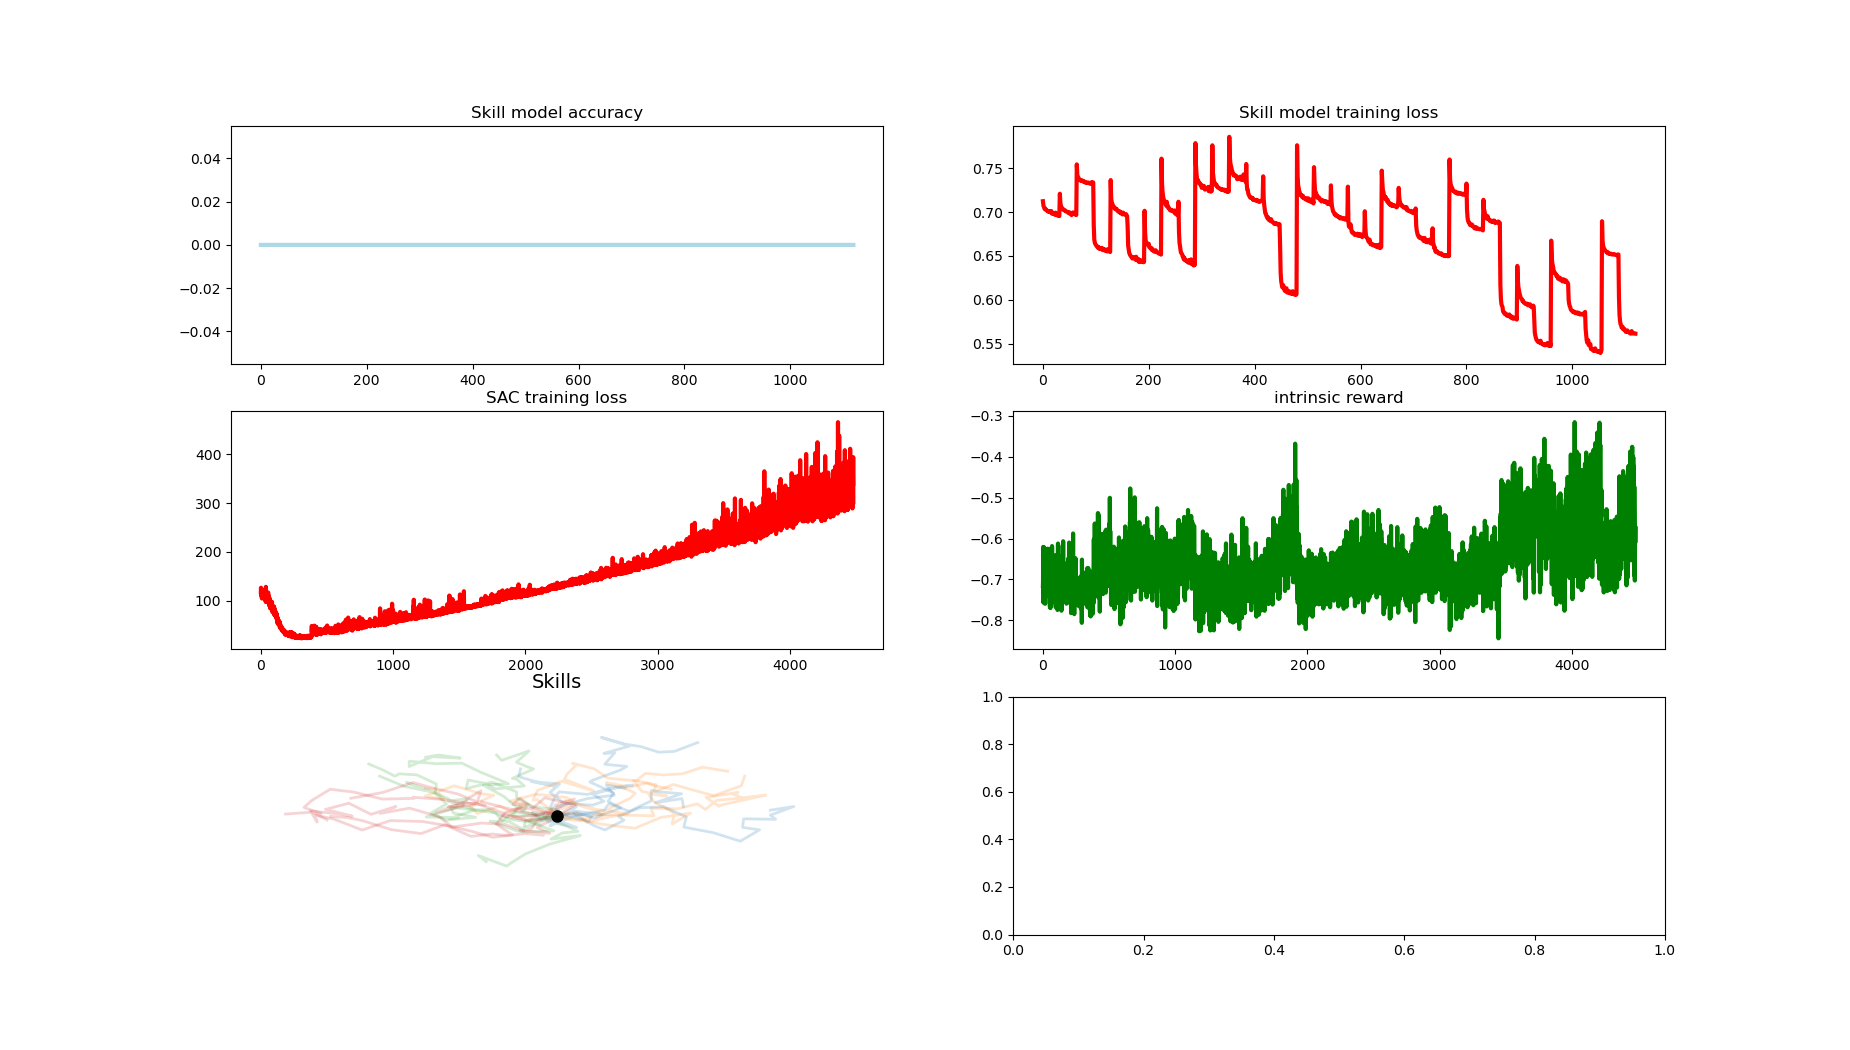 Skill model accuracy
0.04
0.02
0.00
−0.02
−0.04
0 200 400 600 800 1000
Skill model training loss
0.75
0.70
0.65
0.60
0.55
0 200 400 600 800 1000
SAC training loss
400
300
200
100
0 1000 2000 3000 4000
intrinsic reward
−0.3
−0.4
−0.5
−0.6
−0.7
−0.8
0 1000 2000 3000 4000
Skills
1.0
0.8
0.6
0.4
0.2
0.0
0.0 0.2 0.4 0.6 0.8 1.0